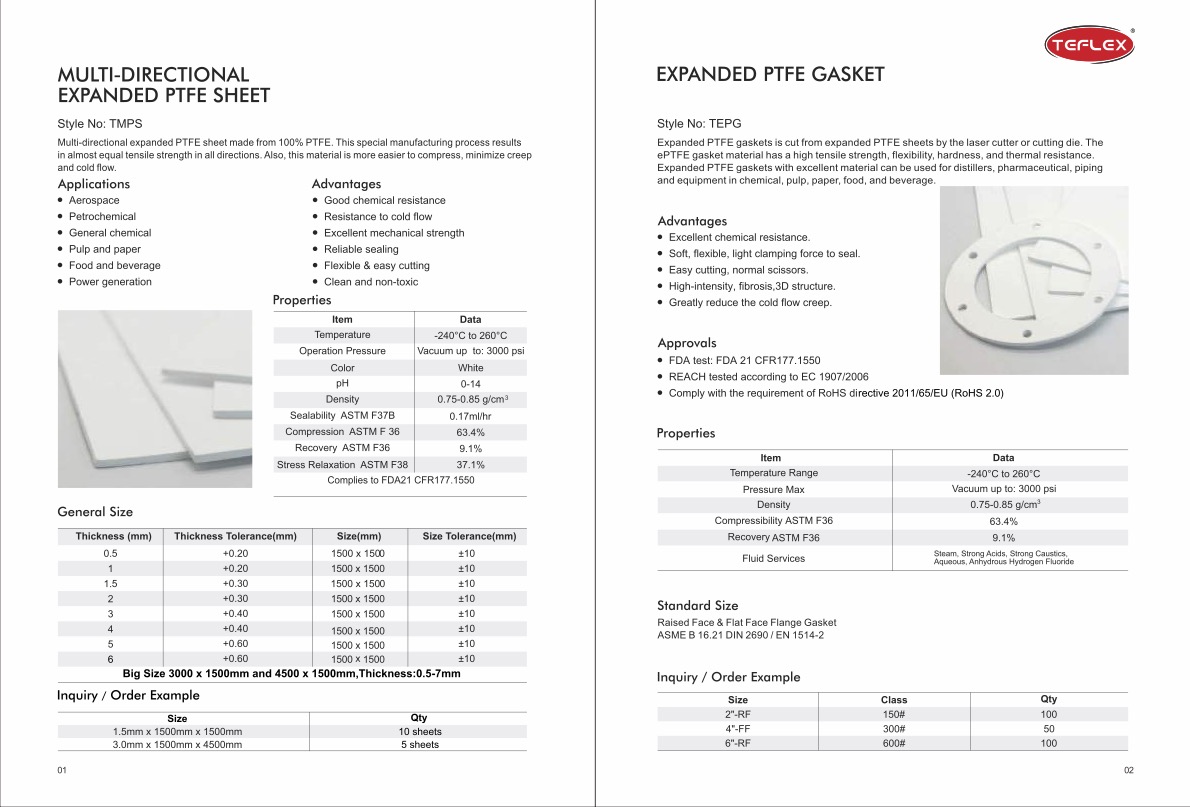 MULTI-DIRECTIONAL
EXPANDED PTFE SHEET
Style No: TMPS
Multi-directional expanded PTFE sheet made from 100% PTFE. This special manufacturing process results
in almost equal tensile strength in all directions. Also, this material is more easier to compress, minimize creep
and cold flow.
Applications
● Aerospace
● Petrochemical
● General chemical
● Pulp and paper
● Food and beverage
● Power generation
Advantages
● Good chemical resistance
● Resistance to cold flow
● Excellent mechanical strength
● Reliable sealing
● Flexible & easy cutting
● Clean and non-toxic
Properties
Item Data
Temperature -240°C to 260°C
Operation Pressure Vacuum up to: 3000 psi
Color White
pH 0-14
Density 0.75-0.85 g/cm³
Sealability ASTM F37B 0.17ml/hr
Compression ASTM F 36 63.4%
Recovery ASTM F36 9.1%
Stress Relaxation ASTM F38 37.1%
Complies to FDA21 CFR177.1550
General Size
Thickness (mm) Thickness Tolerance(mm) Size(mm) Size Tolerance(mm)
0.5 +0.20 1500 x 1500 ±10
1 +0.20 1500 x 1500 ±10
1.5 +0.30 1500 x 1500 ±10
2 +0.30 1500 x 1500 ±10
3 +0.40 1500 x 1500 ±10
4 +0.40 1500 x 1500 ±10
5 +0.60 1500 x 1500 ±10
6 +0.60 1500 x 1500 ±10
Big Size 3000 x 1500mm and 4500 x 1500mm,Thickness:0.5-7mm
Inquiry / Order Example
Size Qty
1.5mm x 1500mm x 1500mm 10 sheets
3.0mm x 1500mm x 4500mm 5 sheets
01
TEFLEX®
EXPANDED PTFE GASKET
Style No: TEPG
Expanded PTFE gaskets is cut from expanded PTFE sheets by the laser cutter or cutting die. The
ePTFE gasket material has a high tensile strength, flexibility, hardness, and thermal resistance.
Expanded PTFE gaskets with excellent material can be used for distillers, pharmaceutical, piping
and equipment in chemical, pulp, paper, food, and beverage.
Advantages
● Excellent chemical resistance.
● Soft, flexible, light clamping force to seal.
● Easy cutting, normal scissors.
● High-intensity, fibrosis,3D structure.
● Greatly reduce the cold flow creep.
Approvals
● FDA test: FDA 21 CFR177.1550
● REACH tested according to EC 1907/2006
● Comply with the requirement of RoHS directive 2011/65/EU (RoHS 2.0)
Properties
Item Data
Temperature Range -240°C to 260°C
Pressure Max Vacuum up to: 3000 psi
Density 0.75-0.85 g/cm³
Compressibility ASTM F36 63.4%
Recovery ASTM F36 9.1%
Fluid Services Steam, Strong Acids, Strong Caustics,
Aqueous, Anhydrous Hydrogen Fluoride
Standard Size
Raised Face & Flat Face Flange Gasket
ASME B 16.21 DIN 2690 / EN 1514-2
Inquiry / Order Example
Size Class Qty
2"-RF 150# 100
4"-FF 300# 50
6"-RF 600# 100
02